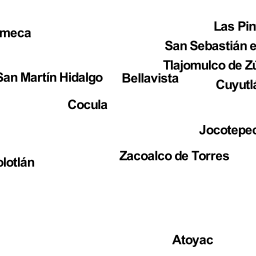 Las Pin
meca
San Sebastián e
Tlajomulco de Zú
San Martín Hidalgo
Bellavista
Cuyutlá
Cocula
Jocotepec
Zacoalco de Torres
olotlán
Atoyac